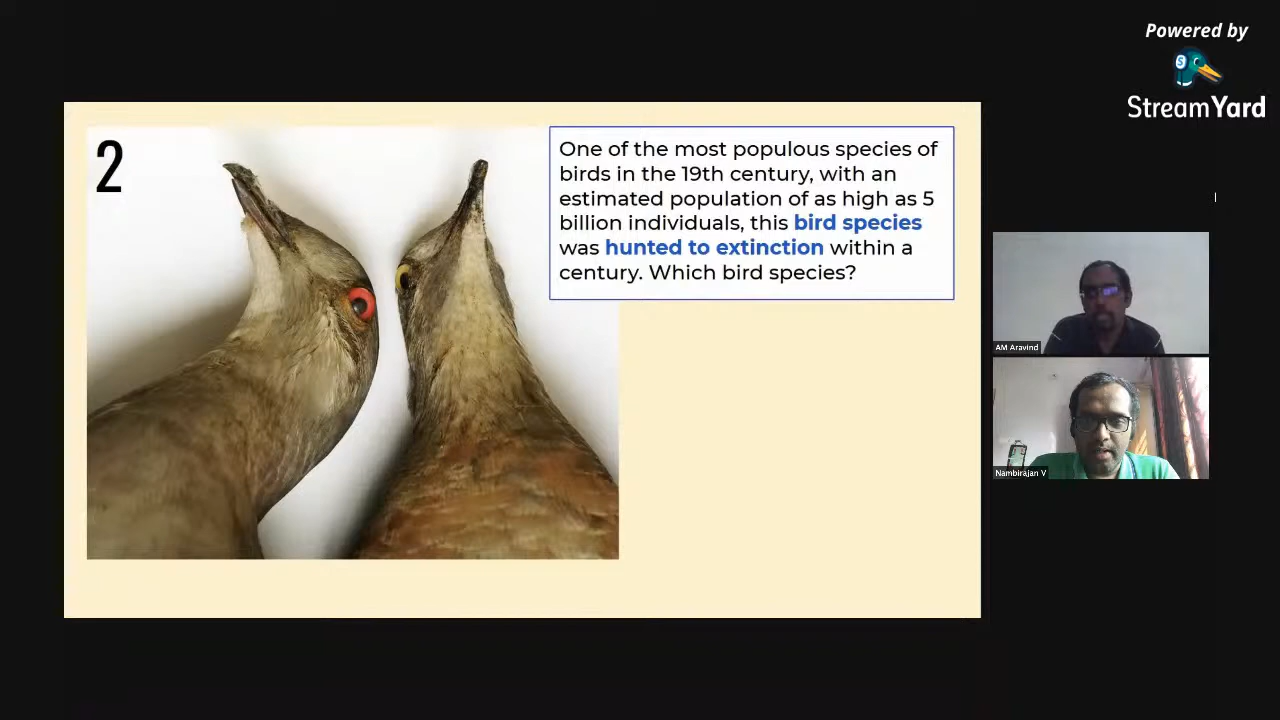 Powered by
StreamYard
2
One of the most populous species of
birds in the 19th century, with an
estimated population of as high as 5
billion individuals, this bird species
was hunted to extinction within a
century. Which bird species?
AM Aravind
Nambirajan V